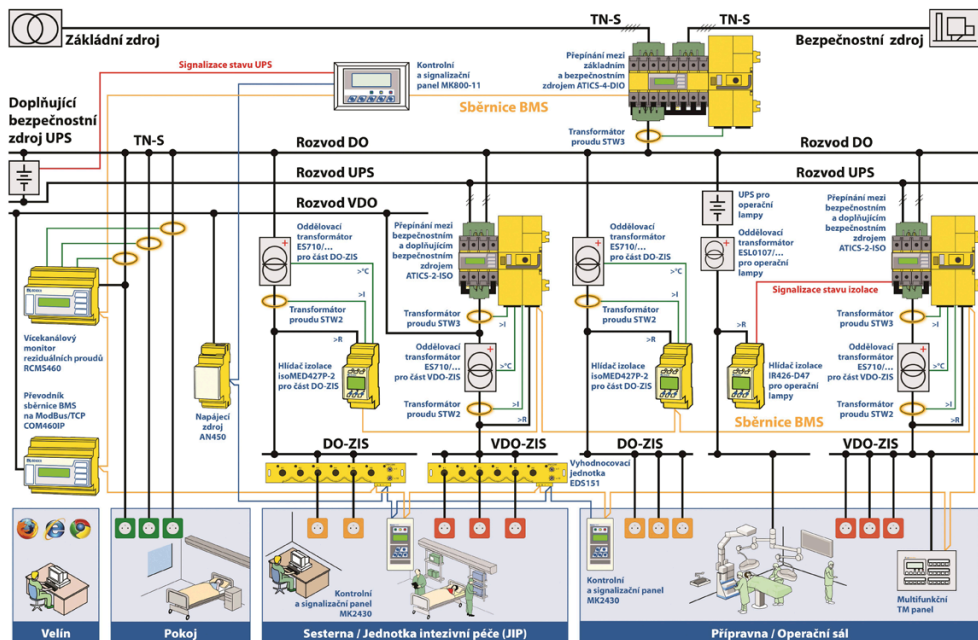 Základní zdroj
TN-S
TN-S
Bezpečnostní zdroj
Signalizace stavu UPS
Kontrolní
a signalizační
panel MK800-11
Přepínání mezi
základním
a bezpečnostním
zdrojem ATICS-4-DIO
Sběrnice BMS
Doplňující
bezpečnostní
zdroj UPS
TN-S
Transformátor
proudu STW3
Rozvod DO
Rozvod DO
Rozvod UPS
Rozvod UPS
Rozvod VDO
Oddělovací
transformátor
ES710/...
pro část DO-ZIS
>°C
>I
Transformátor
proudu STW2
>R
Přepínání mezi
bezpečnostním
a doplňujícím
bezpečnostním
zdrojem
ATICS-2-ISO
Transformátor
proudu STW3
>I
Oddělovací
transformátor
ES710/...
pro část VDO-ZIS
>°C
Transformátor
proudu STW2
>I
>R
Oddělovací
transformátor
ES710/...
pro část DO-ZIS
>°C
>I
Transformátor
proudu STW2
>R
UPS pro
operační
lampy
Oddělovací
transformátor
ESL0107/...
pro operační
lampy
Signalizace stavu izolace
>R
Přepínání mezi
bezpečnostním
a doplňujícím
bezpečnostním
zdrojem
ATICS-2-ISO
Transformátor
proudu STW3
>I
Oddělovací
transformátor
ES710/...
pro část VDO-ZIS
>°C
Transformátor
proudu STW2
>I
>R
Vícekanálový
monitor
reziduálních proudů
RCMS460
Převodník
sběrnice BMS
na ModBus/TCP
COM460IP
Napájecí
zdroj
AN450
Hlídač izolace
isoMED427P-2
pro část DO-ZIS
Hlídač izolace
isoMED427P-2
pro část DO-ZIS
Hlídač izolace
IR426-D47
pro operační
lampy
Sběrnice BMS
DO-ZIS
VDO-ZIS
DO-ZIS
VDO-ZIS
Vyhodnocovací
jednotka
EDS151
Kontrolní
a signalizační panel
MK2430
Kontrolní
a signalizační panel
MK2430
Multifunkční
TM panel
Velín
Pokoj
Sesterna / Jednotka intezivní péče (JIP)
Přípravna / Operační sál